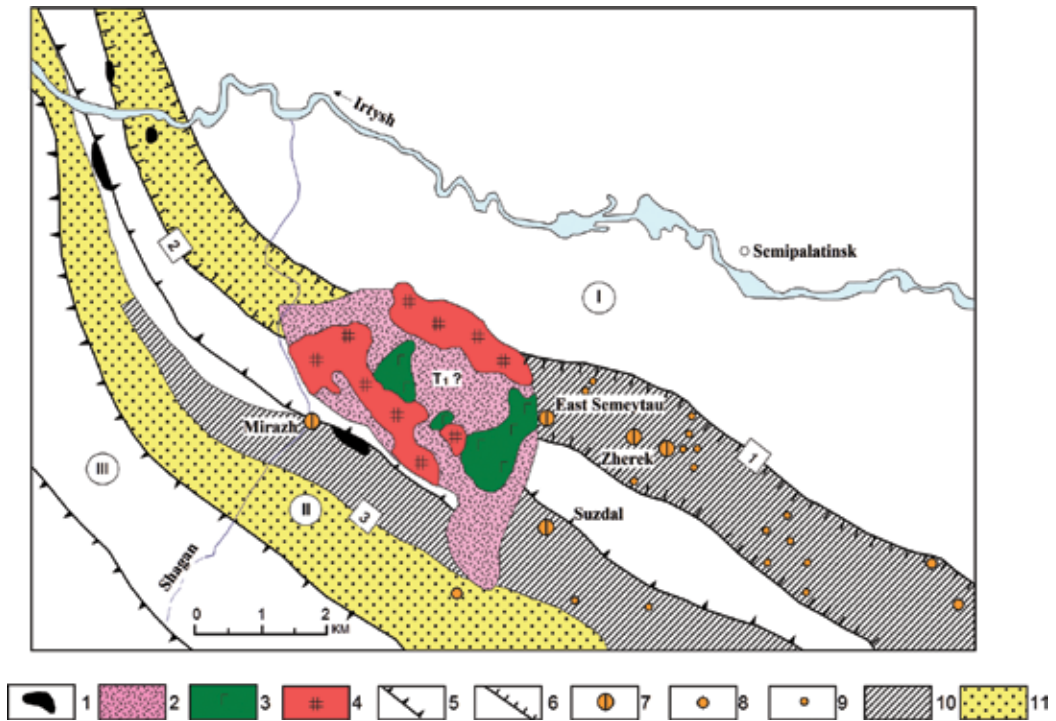 Irtysh
2
Semipalatinsk
I
T₁ ?
East Semeytau
Mirazh
Zherek
1
III
II
3
Suzdal
Shagan
0 1 2
KM
1 2 3 4 5 6 7 8 9 10 11